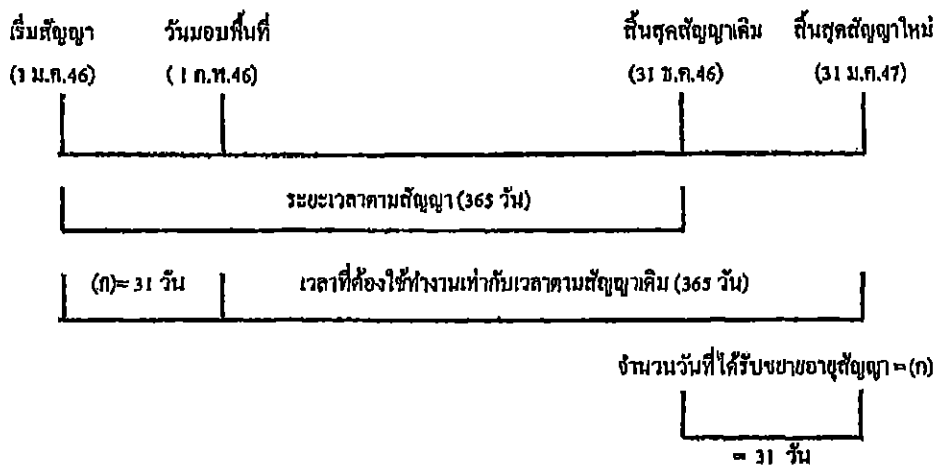 เริ่มสัญญา วันมอบพื้นที่ สิ้นสุดสัญญาเดิม สิ้นสุดสัญญาใหม่
(1 ม.ค.46) (1 ก.พ.46) (31 ธ.ค.46) (31 ม.ค.47)
ระยะเวลาตามสัญญา (365 วัน)
(ก)= 31 วัน เวลาที่ต้องใช้ทำงานเท่ากับเวลาตามสัญญาเดิม (365 วัน)
จำนวนวันที่ได้รับขยายอายุสัญญา = (ก)
= 31 วัน